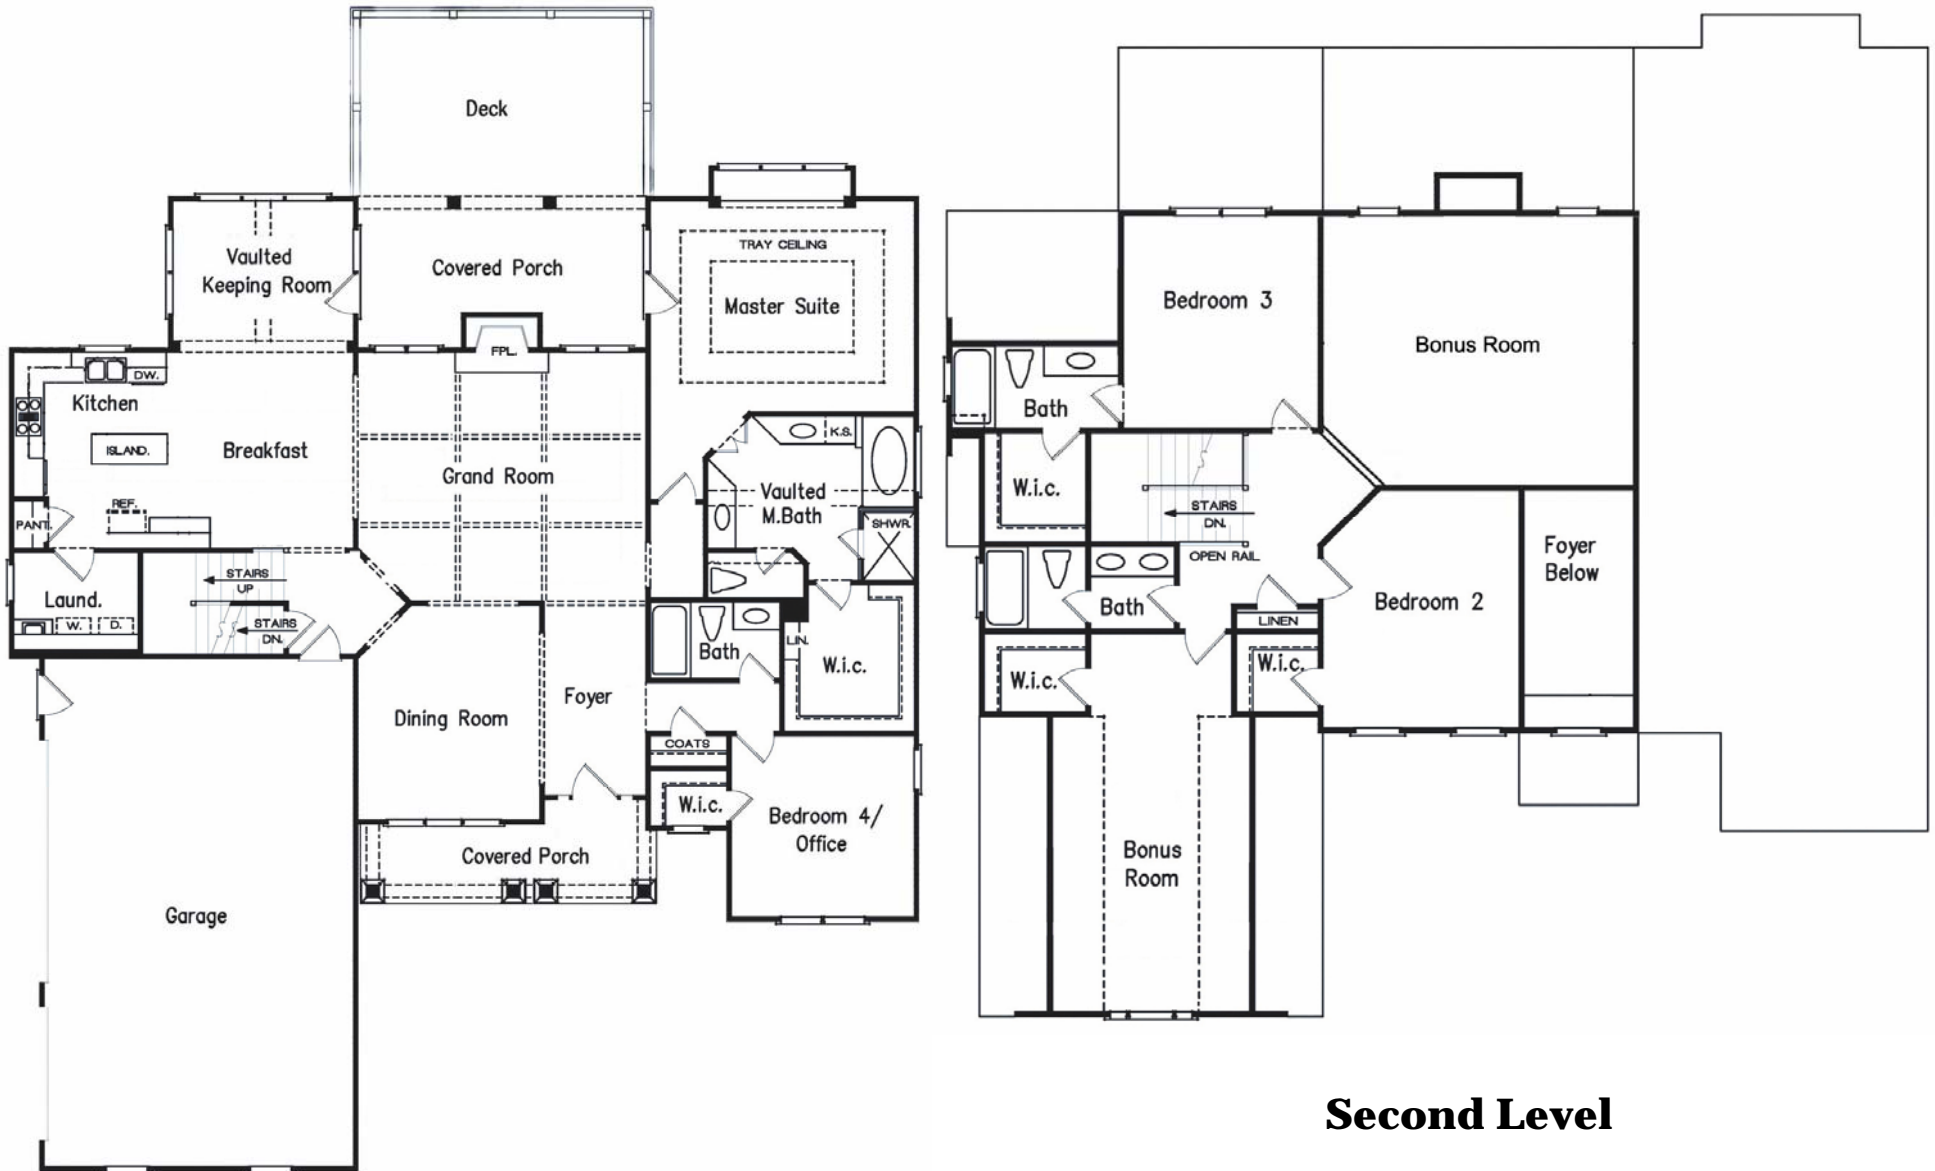 Deck
Vaulted
Keeping Room
Covered Porch
TRAY CEILING
Master Suite
FPL.
DW.
Kitchen
ISLAND.
Breakfast
Grand Room
K.S.
Vaulted
M.Bath
SHWR.
REF.
PANT.
STAIRS
UP
Laund.
W.
D.
STAIRS
DN.
Bath
LIN.
W.i.c.
Foyer
Dining Room
COATS
W.i.c.
Bedroom 4/
Office
Covered Porch
Garage
Bedroom 3
Bonus Room
Bath
W.i.c.
STAIRS
DN.
OPEN RAIL
Foyer
Below
Bath
Bedroom 2
LINEN
W.i.c.
W.i.c.
Bonus
Room
Second Level